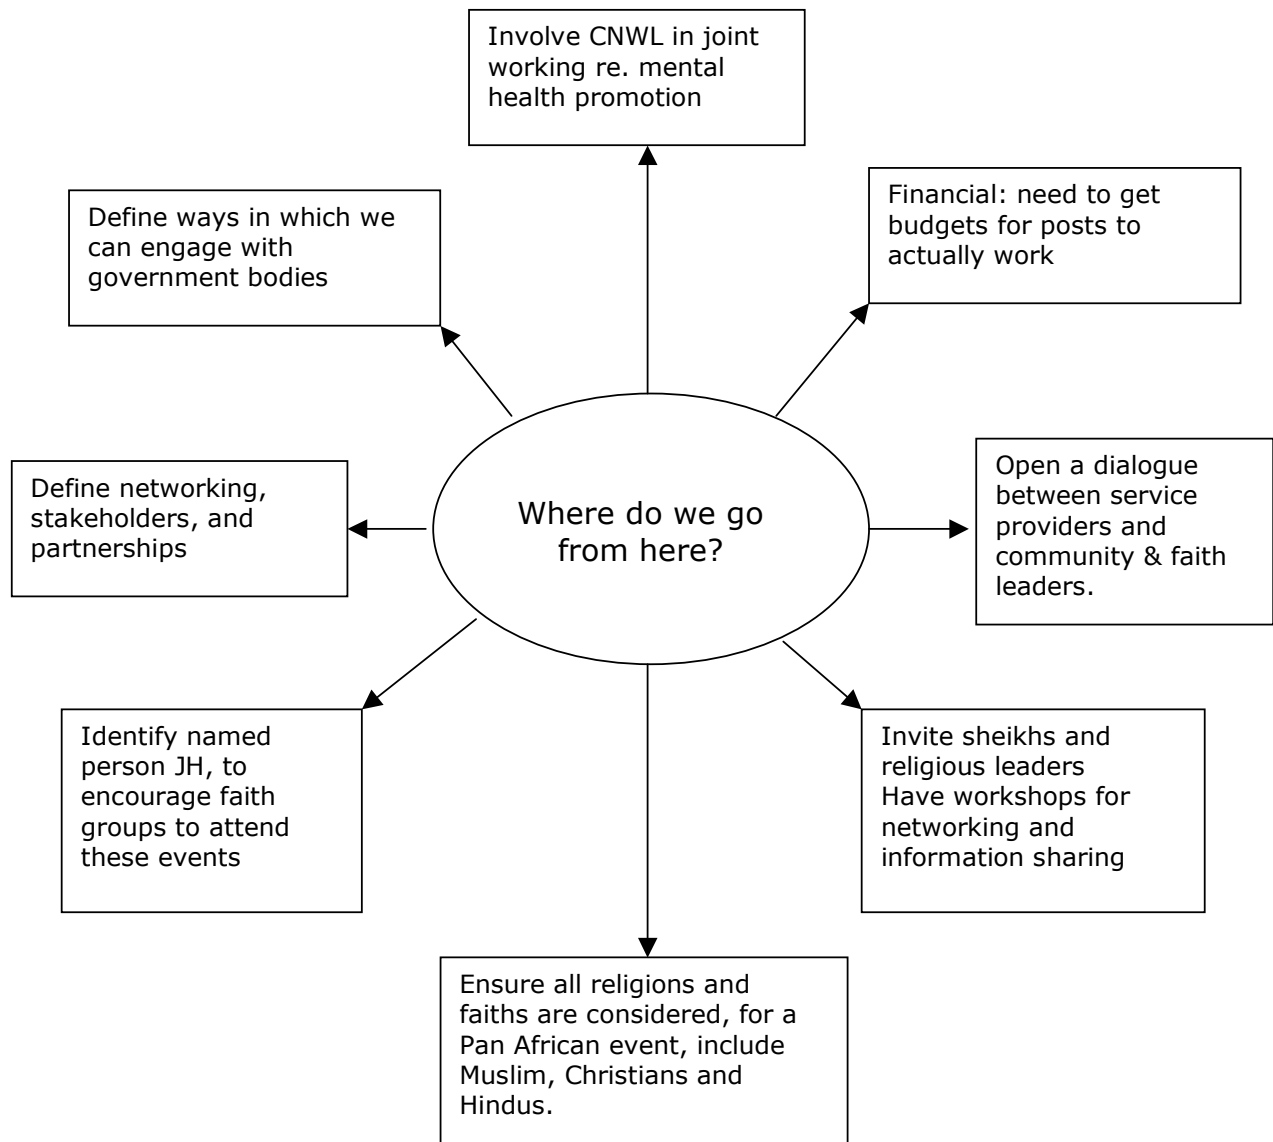 Involve CNWL in joint
working re. mental
health promotion
Define ways in which we
can engage with
government bodies
Financial: need to get
budgets for posts to
actually work
Define networking,
stakeholders, and
partnerships
Where do we go
from here?
Open a dialogue
between service
providers and
community & faith
leaders.
Identify named
person JH, to
encourage faith
groups to attend
these events
Invite sheikhs and
religious leaders
Have workshops for
networking and
information sharing
Ensure all religions and
faiths are considered, for a
Pan African event, include
Muslim, Christians and
Hindus.